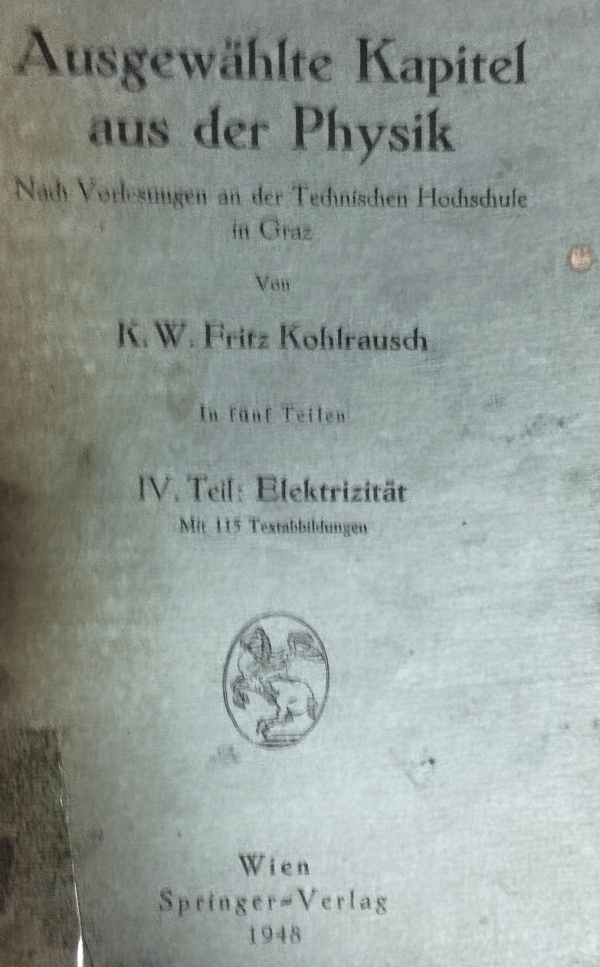 Ausgewählte Kapitel
aus der Physik
Nach Vorlesungen an der Technischen Hochschule
in Graz
Von
K. W. Fritz Kohlrausch
In fünf Teilen
IV. Teil: Elektrizität
Mit 115 Textabbildungen
Wien
Springer-Verlag
1948